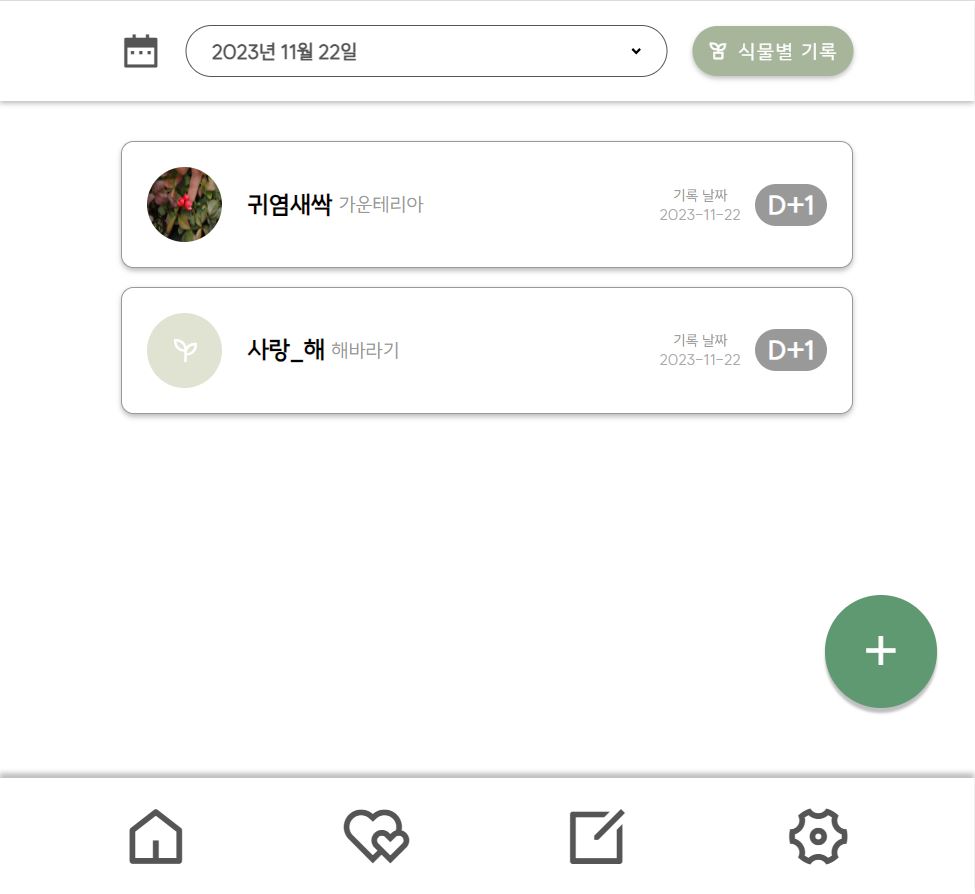 2023년 11월 22일
식물별 기록
귀염새싹 가운테리아
기록 날짜
2023-11-22
D+1
사랑_해 해바라기
기록 날짜
2023-11-22
D+1